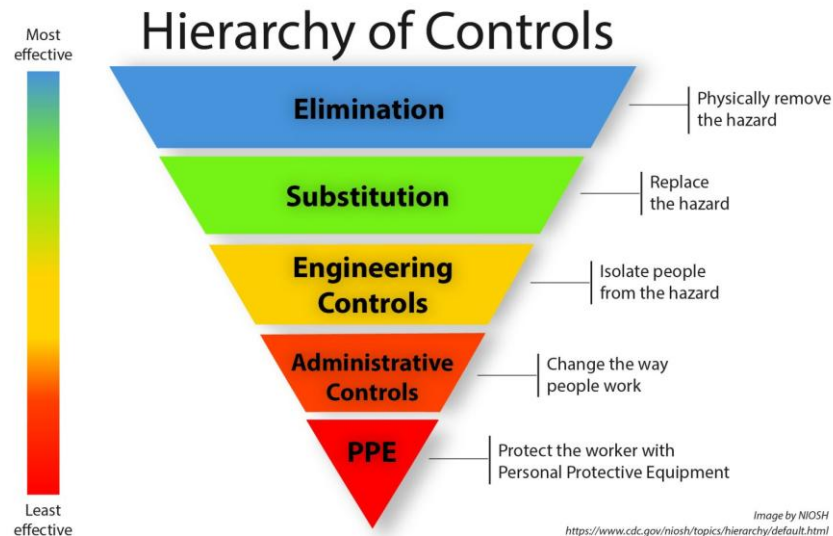 Hierarchy of Controls
Most
effective
Elimination
Physically remove
the hazard
Substitution
Replace
the hazard
Engineering
Controls
Isolate people
from the hazard
Administrative
Controls
Change the way
people work
PPE
Protect the worker with
Personal Protective Equipment
Least
effective
Image by NIOSH
https://www.cdc.gov/niosh/topics/hierarchy/default.html